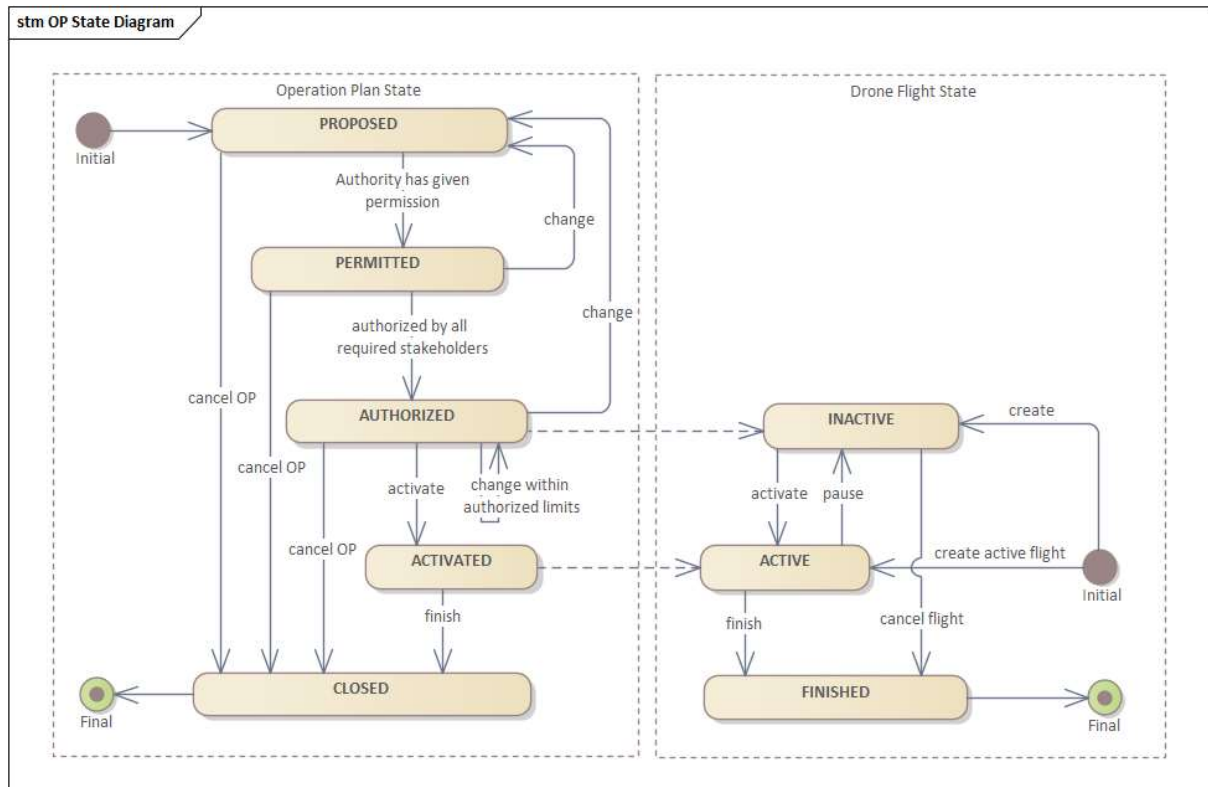 stm OP State Diagram
Operation Plan State
Initial
PROPOSED
Authority has given
permission
change
PERMITTED
change
authorized by all
required stakeholders
cancel OP
AUTHORIZED
cancel OP
activate
change within
authorized limits
cancel OP
ACTIVATED
finish
CLOSED
Final
Drone Flight State
INACTIVE
create
activate
pause
ACTIVE
create active flight
Initial
finish
cancel flight
FINISHED
Final